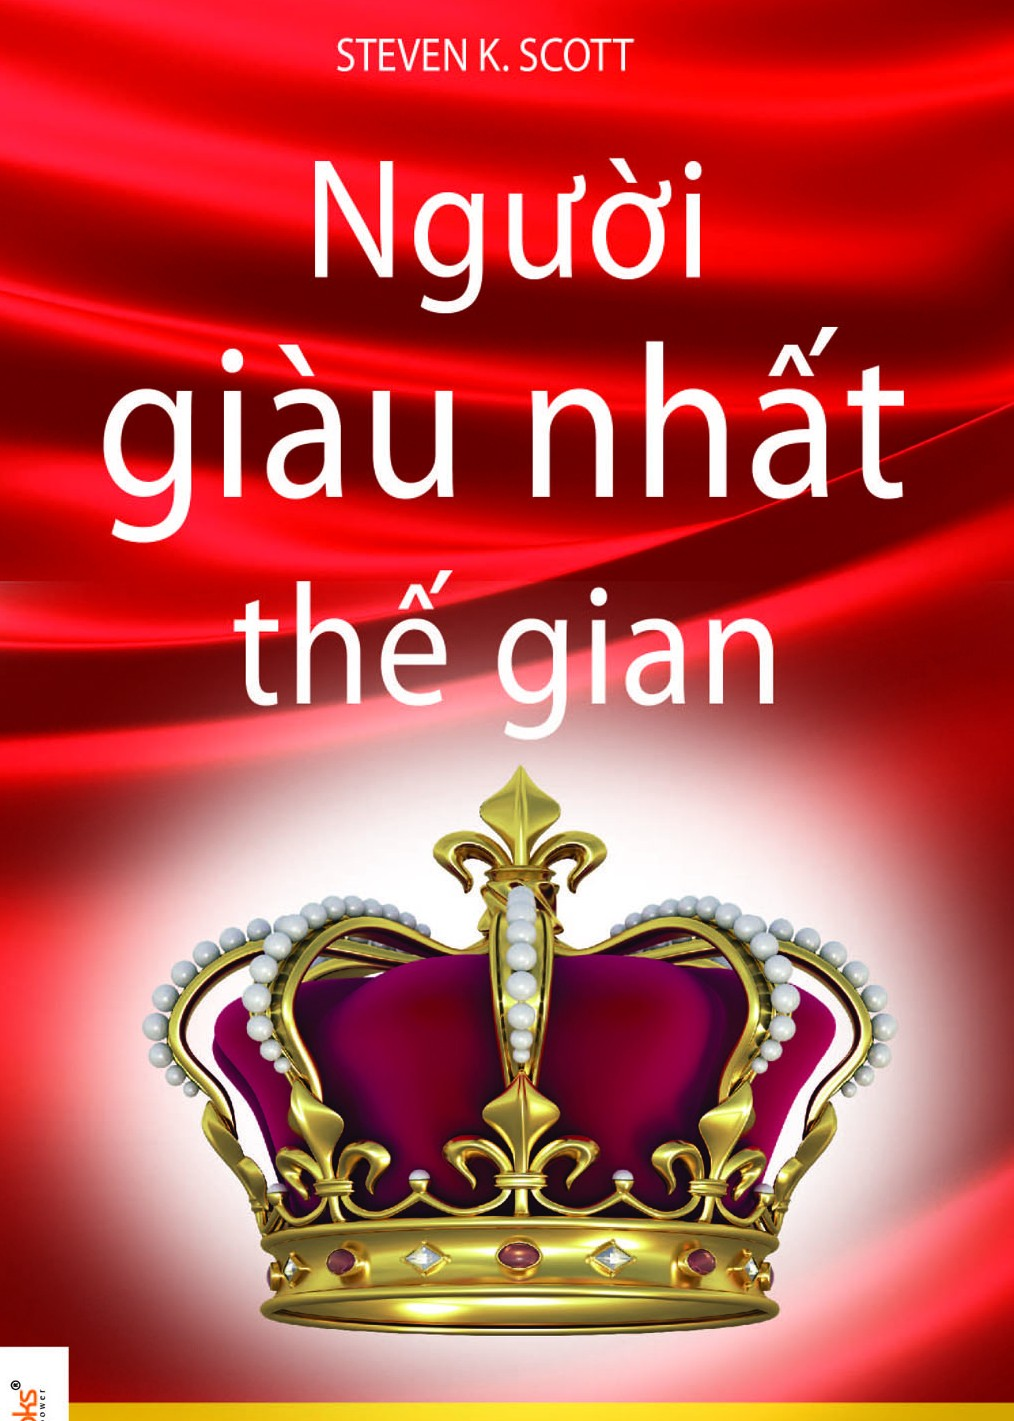 STEVEN K. SCOTT
Người
giàu nhất
thế gian